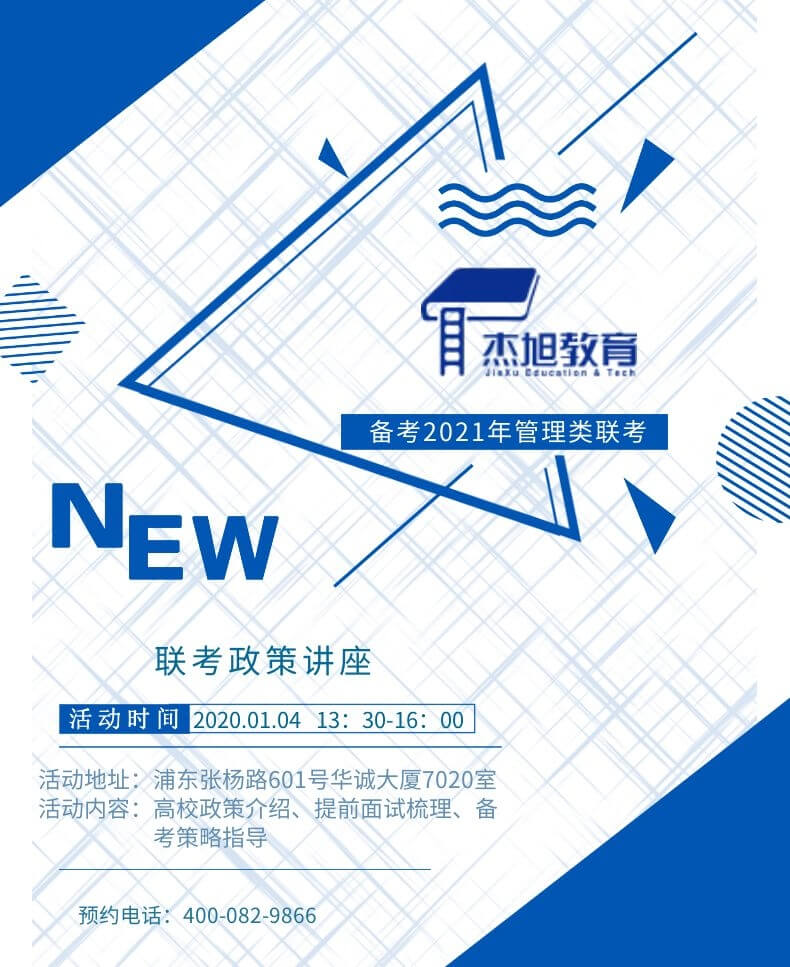 杰旭教育
JieXu Education & Tech
备考2021年管理类联考
NEW
联考政策讲座
活动时间 2020.01.04 13：30-16：00
活动地址：浦东张杨路601号华诚大厦7020室
活动内容：高校政策介绍、提前面试梳理、备
考策略指导
预约电话：400-082-9866